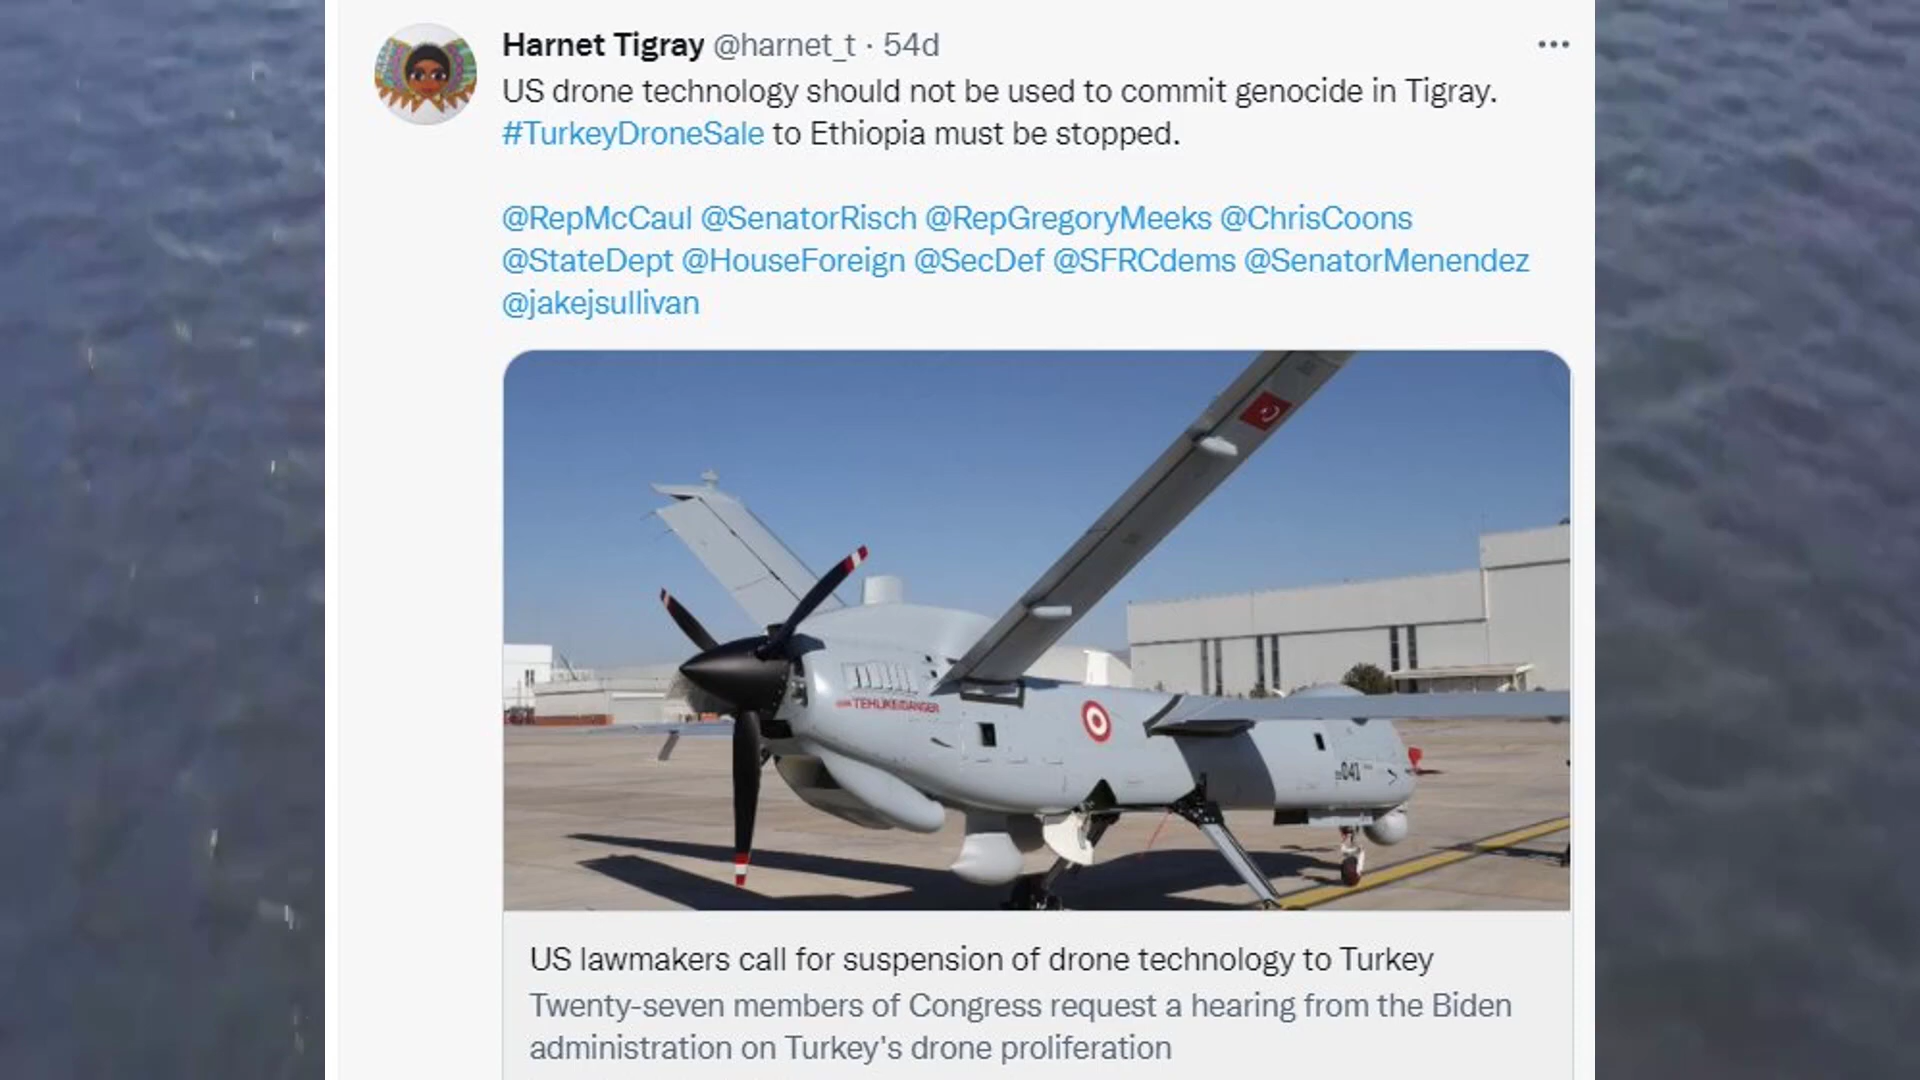 Harnet Tigray @harnet_t · 54d
US drone technology should not be used to commit genocide in Tigray.
#TurkeyDroneSale to Ethiopia must be stopped.
@RepMcCaul @SenatorRisch @RepGregoryMeeks @ChrisCoons
@StateDept @HouseForeign @SecDef @SFRCdems @SenatorMenendez
@jakejsullivan
TEHLIKE/DANGER
041
US lawmakers call for suspension of drone technology to Turkey
Twenty-seven members of Congress request a hearing from the Biden
administration on Turkey's drone proliferation